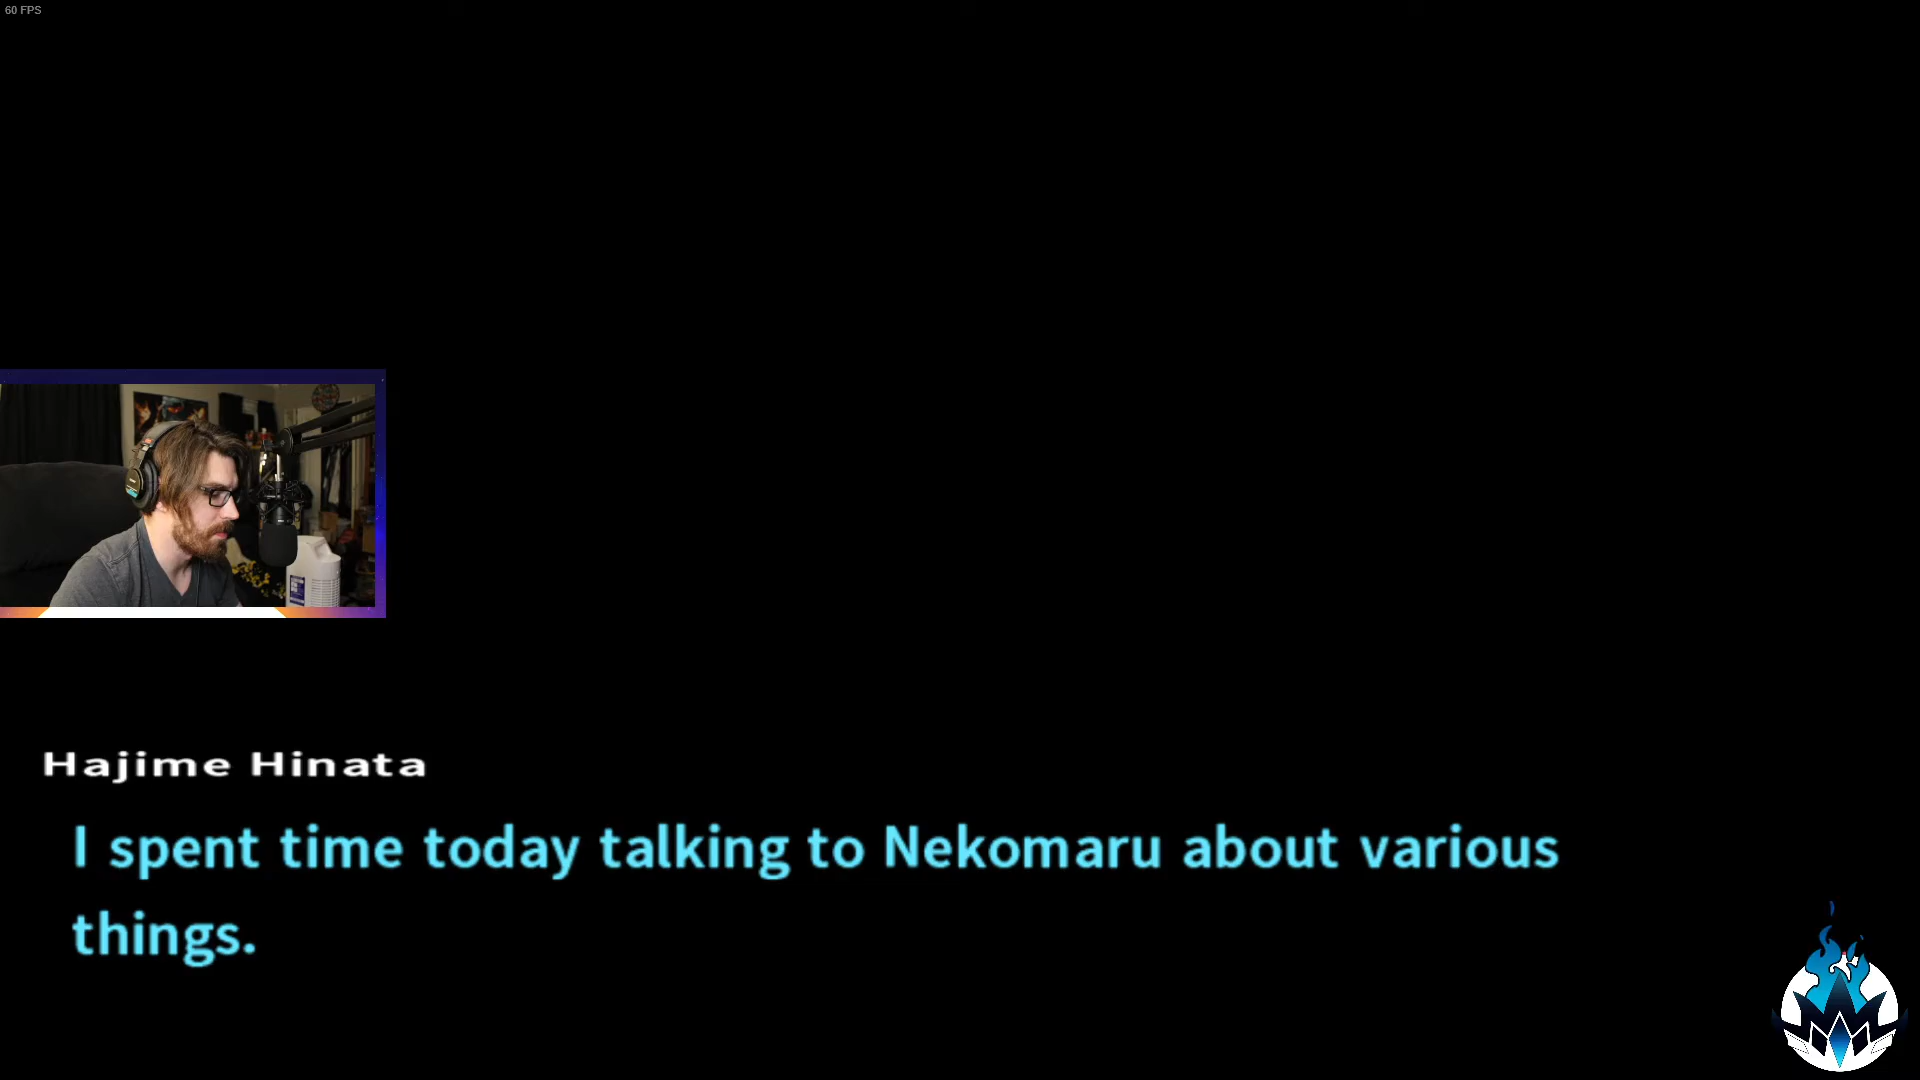 60 FPS
Hajime Hinata
I spent time today talking to Nekomaru about various
things.